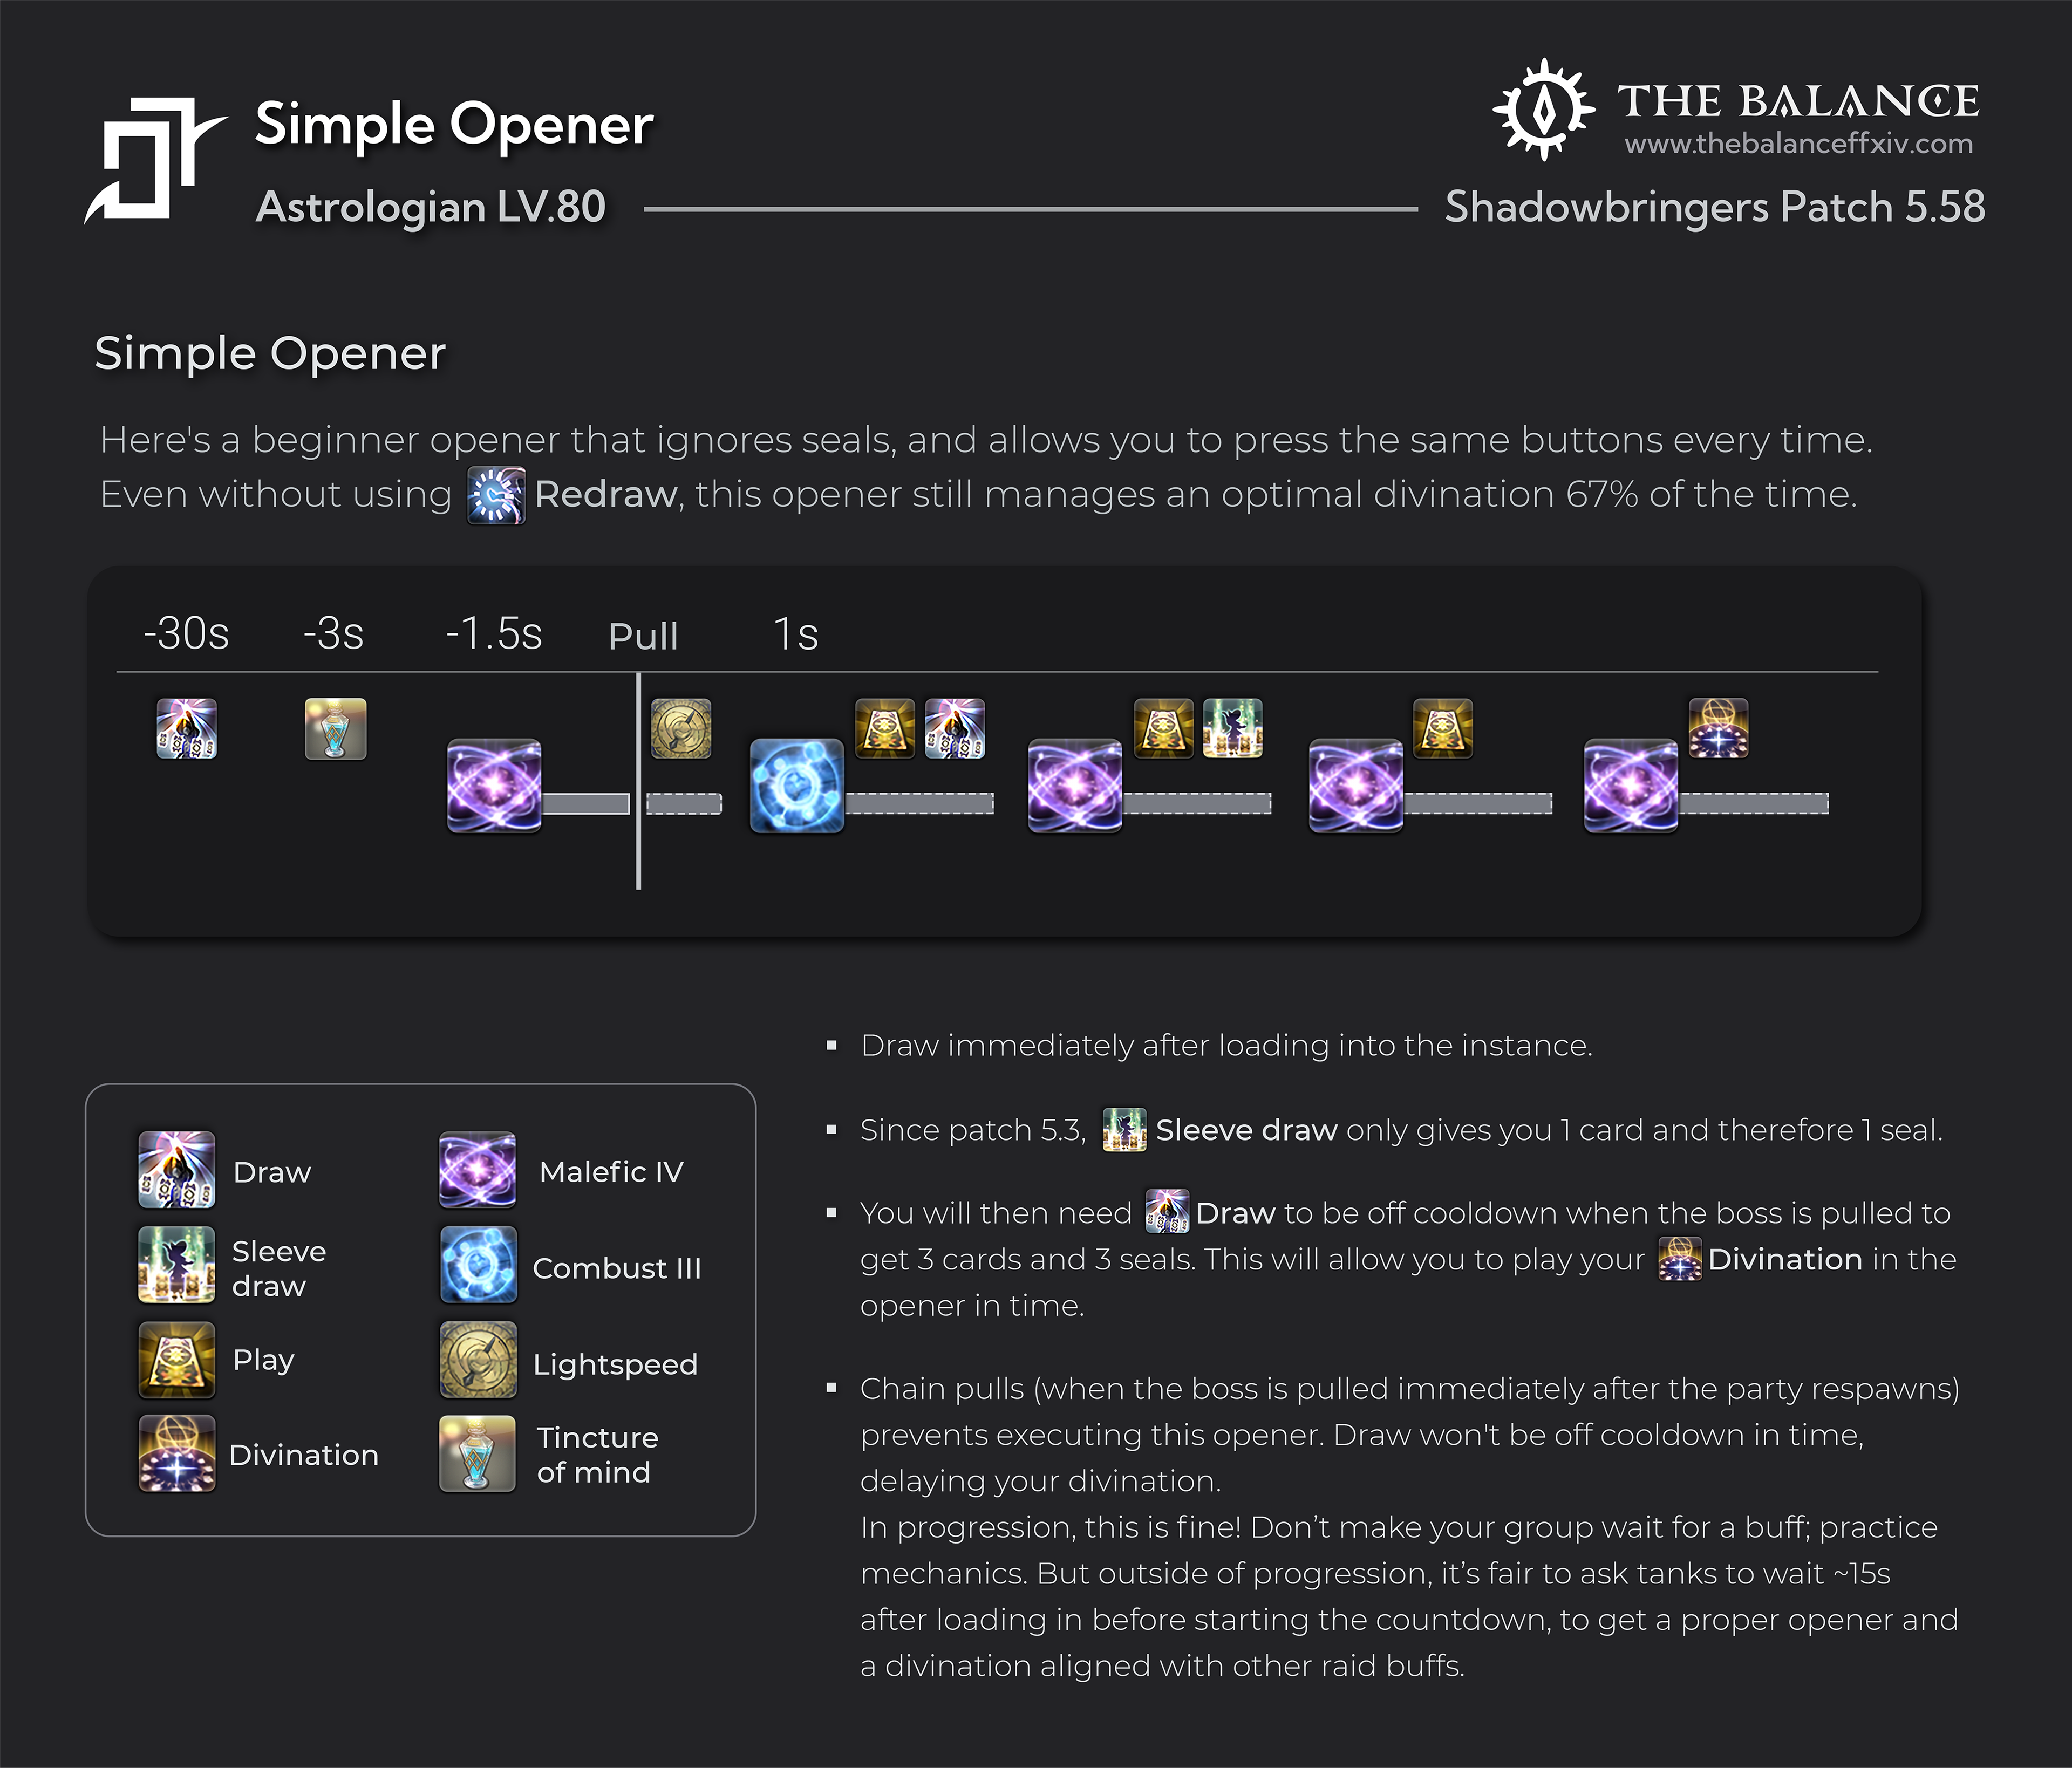 Simple Opener
THE BALANCE
www.thebalanceffxiv.com
Astrologian LV.80
Shadowbringers Patch 5.58
Simple Opener
Here's a beginner opener that ignores seals, and allows you to press the same buttons every time.
Even without using Redraw, this opener still manages an optimal divination 67% of the time.
-30s -3s -1.5s Pull 1s
Draw
Malefic IV
Sleeve
draw
Combust III
Play
Lightspeed
Divination
Tincture
of mind
▪ Draw immediately after loading into the instance.
▪ Since patch 5.3, Sleeve draw only gives you 1 card and therefore 1 seal.
▪ You will then need Draw to be off cooldown when the boss is pulled to
get 3 cards and 3 seals. This will allow you to play your Divination in the
opener in time.
▪ Chain pulls (when the boss is pulled immediately after the party respawns)
prevents executing this opener. Draw won't be off cooldown in time,
delaying your divination.
In progression, this is fine! Don’t make your group wait for a buff; practice
mechanics. But outside of progression, it’s fair to ask tanks to wait ~15s
after loading in before starting the countdown, to get a proper opener and
a divination aligned with other raid buffs.